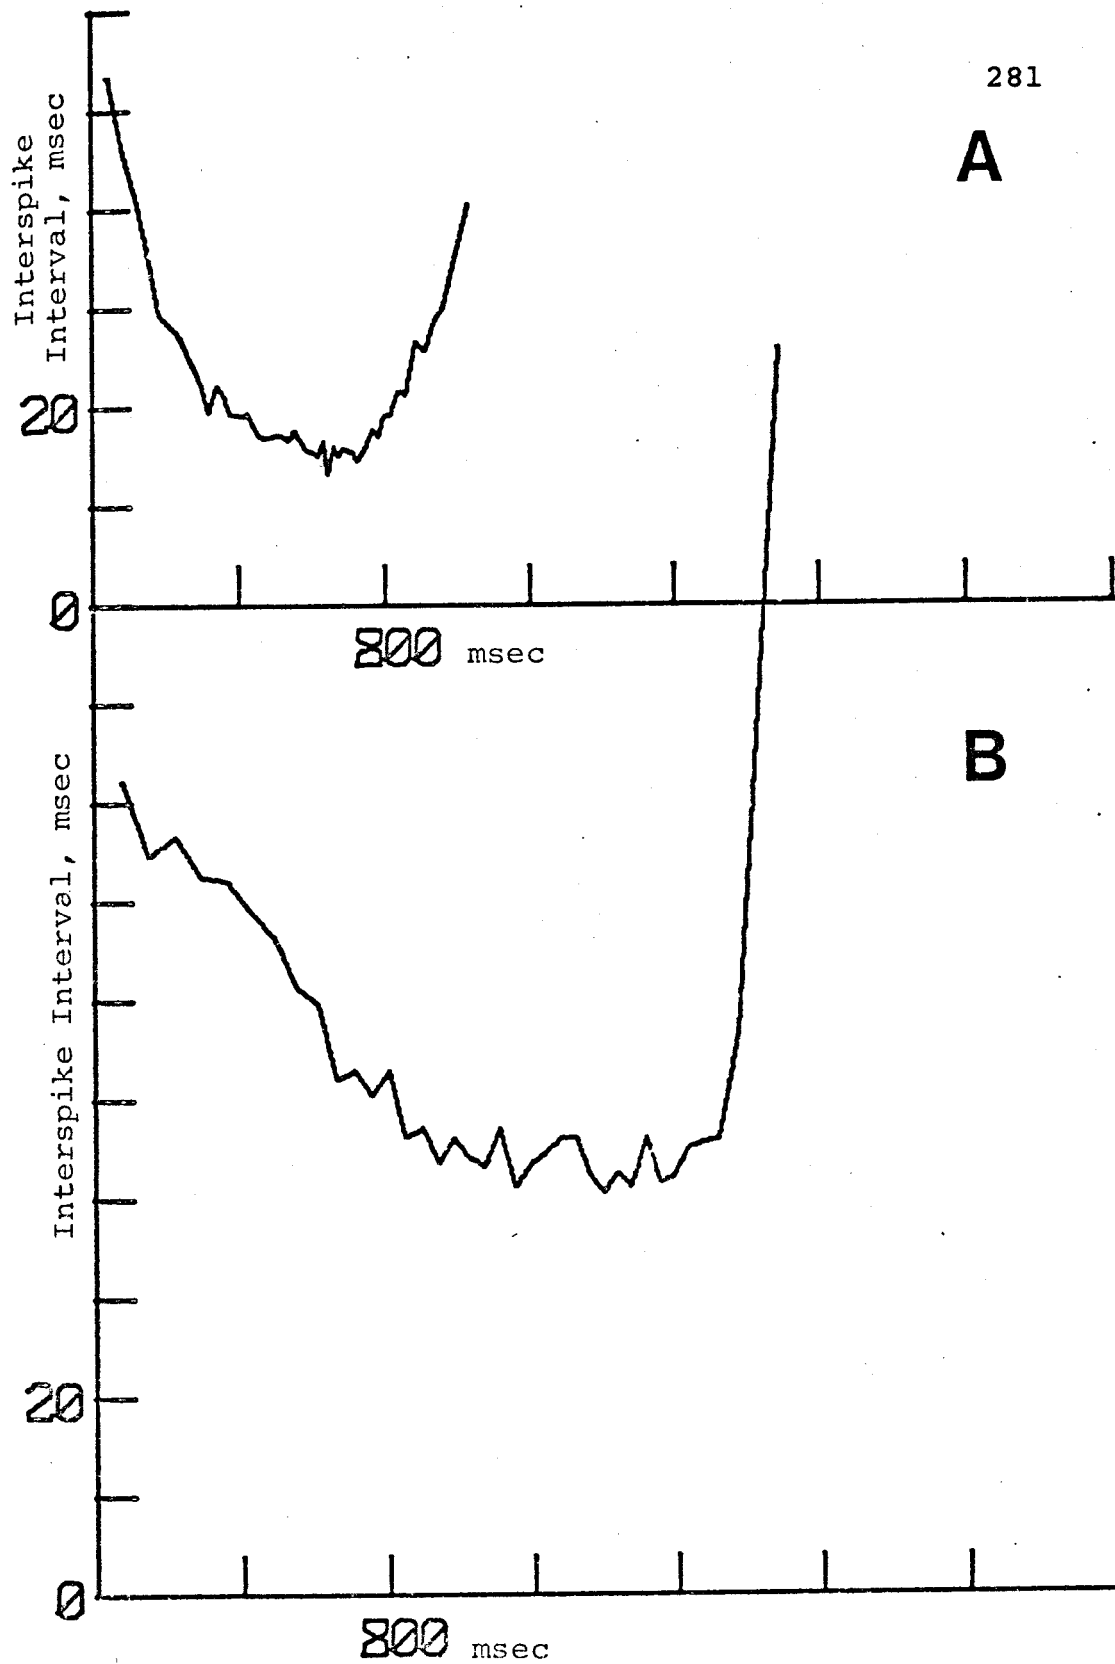 281
A
Interspike
Interval, msec
20
0
800 msec
B
Interspike Interval, msec
20
0
800 msec